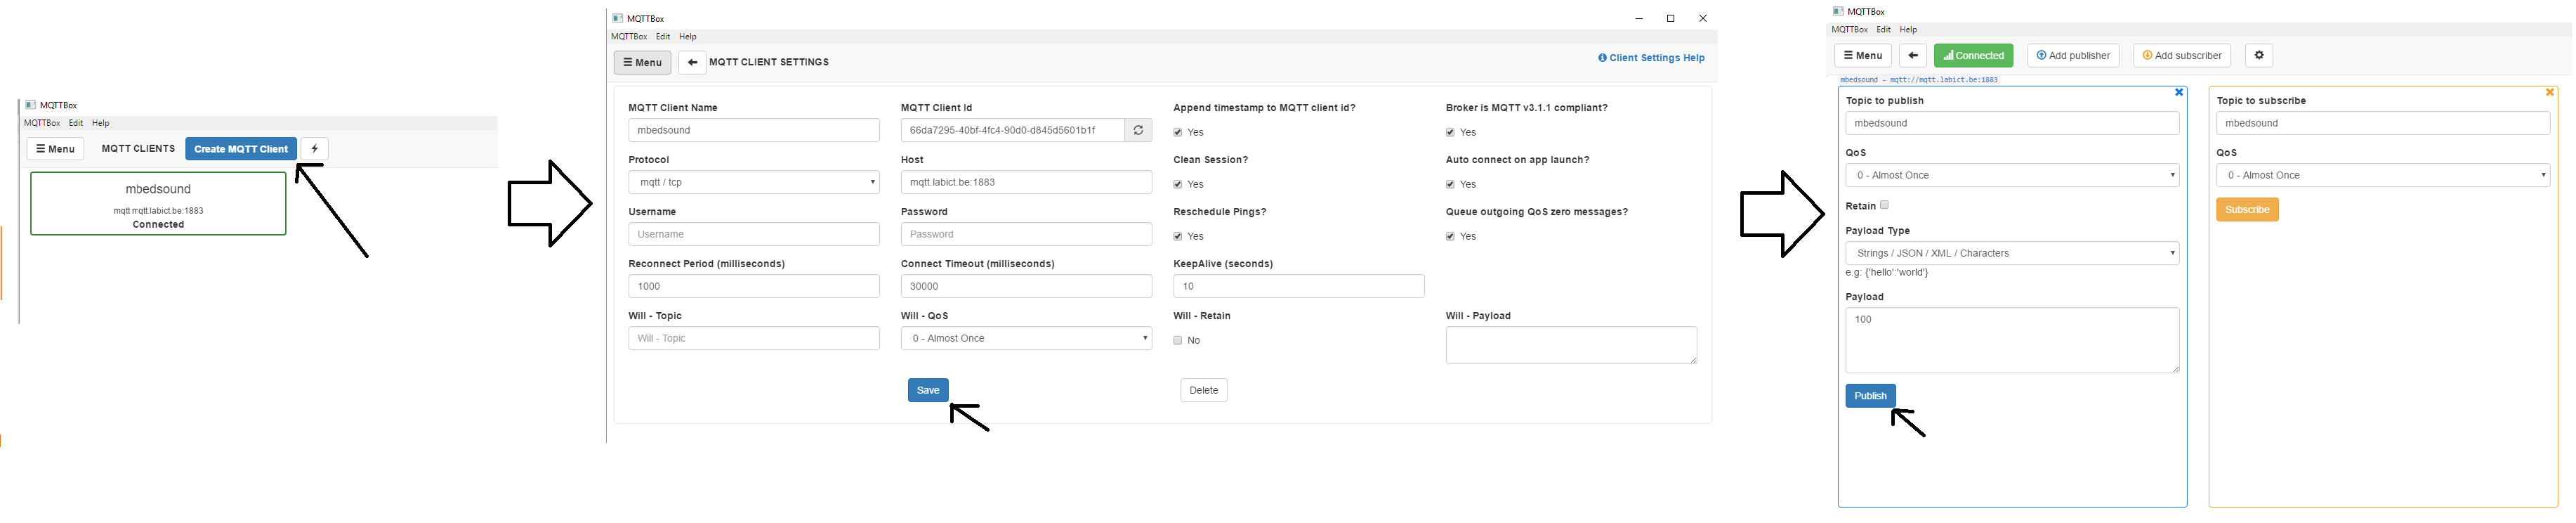 MQTTBox
MQTTBox Edit Help
Menu MQTT CLIENTS Create MQTT Client
mbedsound
mqtt mqtt.labict.be:1883
Connected
MQTTBox
MQTTBox Edit Help
Menu MQTT CLIENT SETTINGS Client Settings Help
MQTT Client Name MQTT Client Id Append timestamp to MQTT client id? Broker is MQTT v3.1.1 compliant?
mbedsound 66da7295-40bf-4fc4-90d0-d845d5601b1f Yes Yes
Protocol Host Clean Session? Auto connect on app launch?
mqtt / tcp mqtt.labict.be:1883 Yes Yes
Username Password Reschedule Pings? Queue outgoing QoS zero messages?
Username Password Yes Yes
Reconnect Period (milliseconds) Connect Timeout (milliseconds) KeepAlive (seconds)
1000 30000 10
Will - Topic Will - QoS Will - Retain Will - Payload
Will - Topic 0 - Almost Once No
Save Delete
MQTTBox
MQTTBox Edit Help
Menu Connected Add publisher Add subscriber
mbedsound - mqtt://mqtt.labict.be:1883
Topic to publish
mbedsound
QoS
0 - Almost Once
Retain
Payload Type
Strings / JSON / XML / Characters
e.g: {'hello':'world'}
Payload
100
Publish
Topic to subscribe
mbedsound
QoS
0 - Almost Once
Subscribe